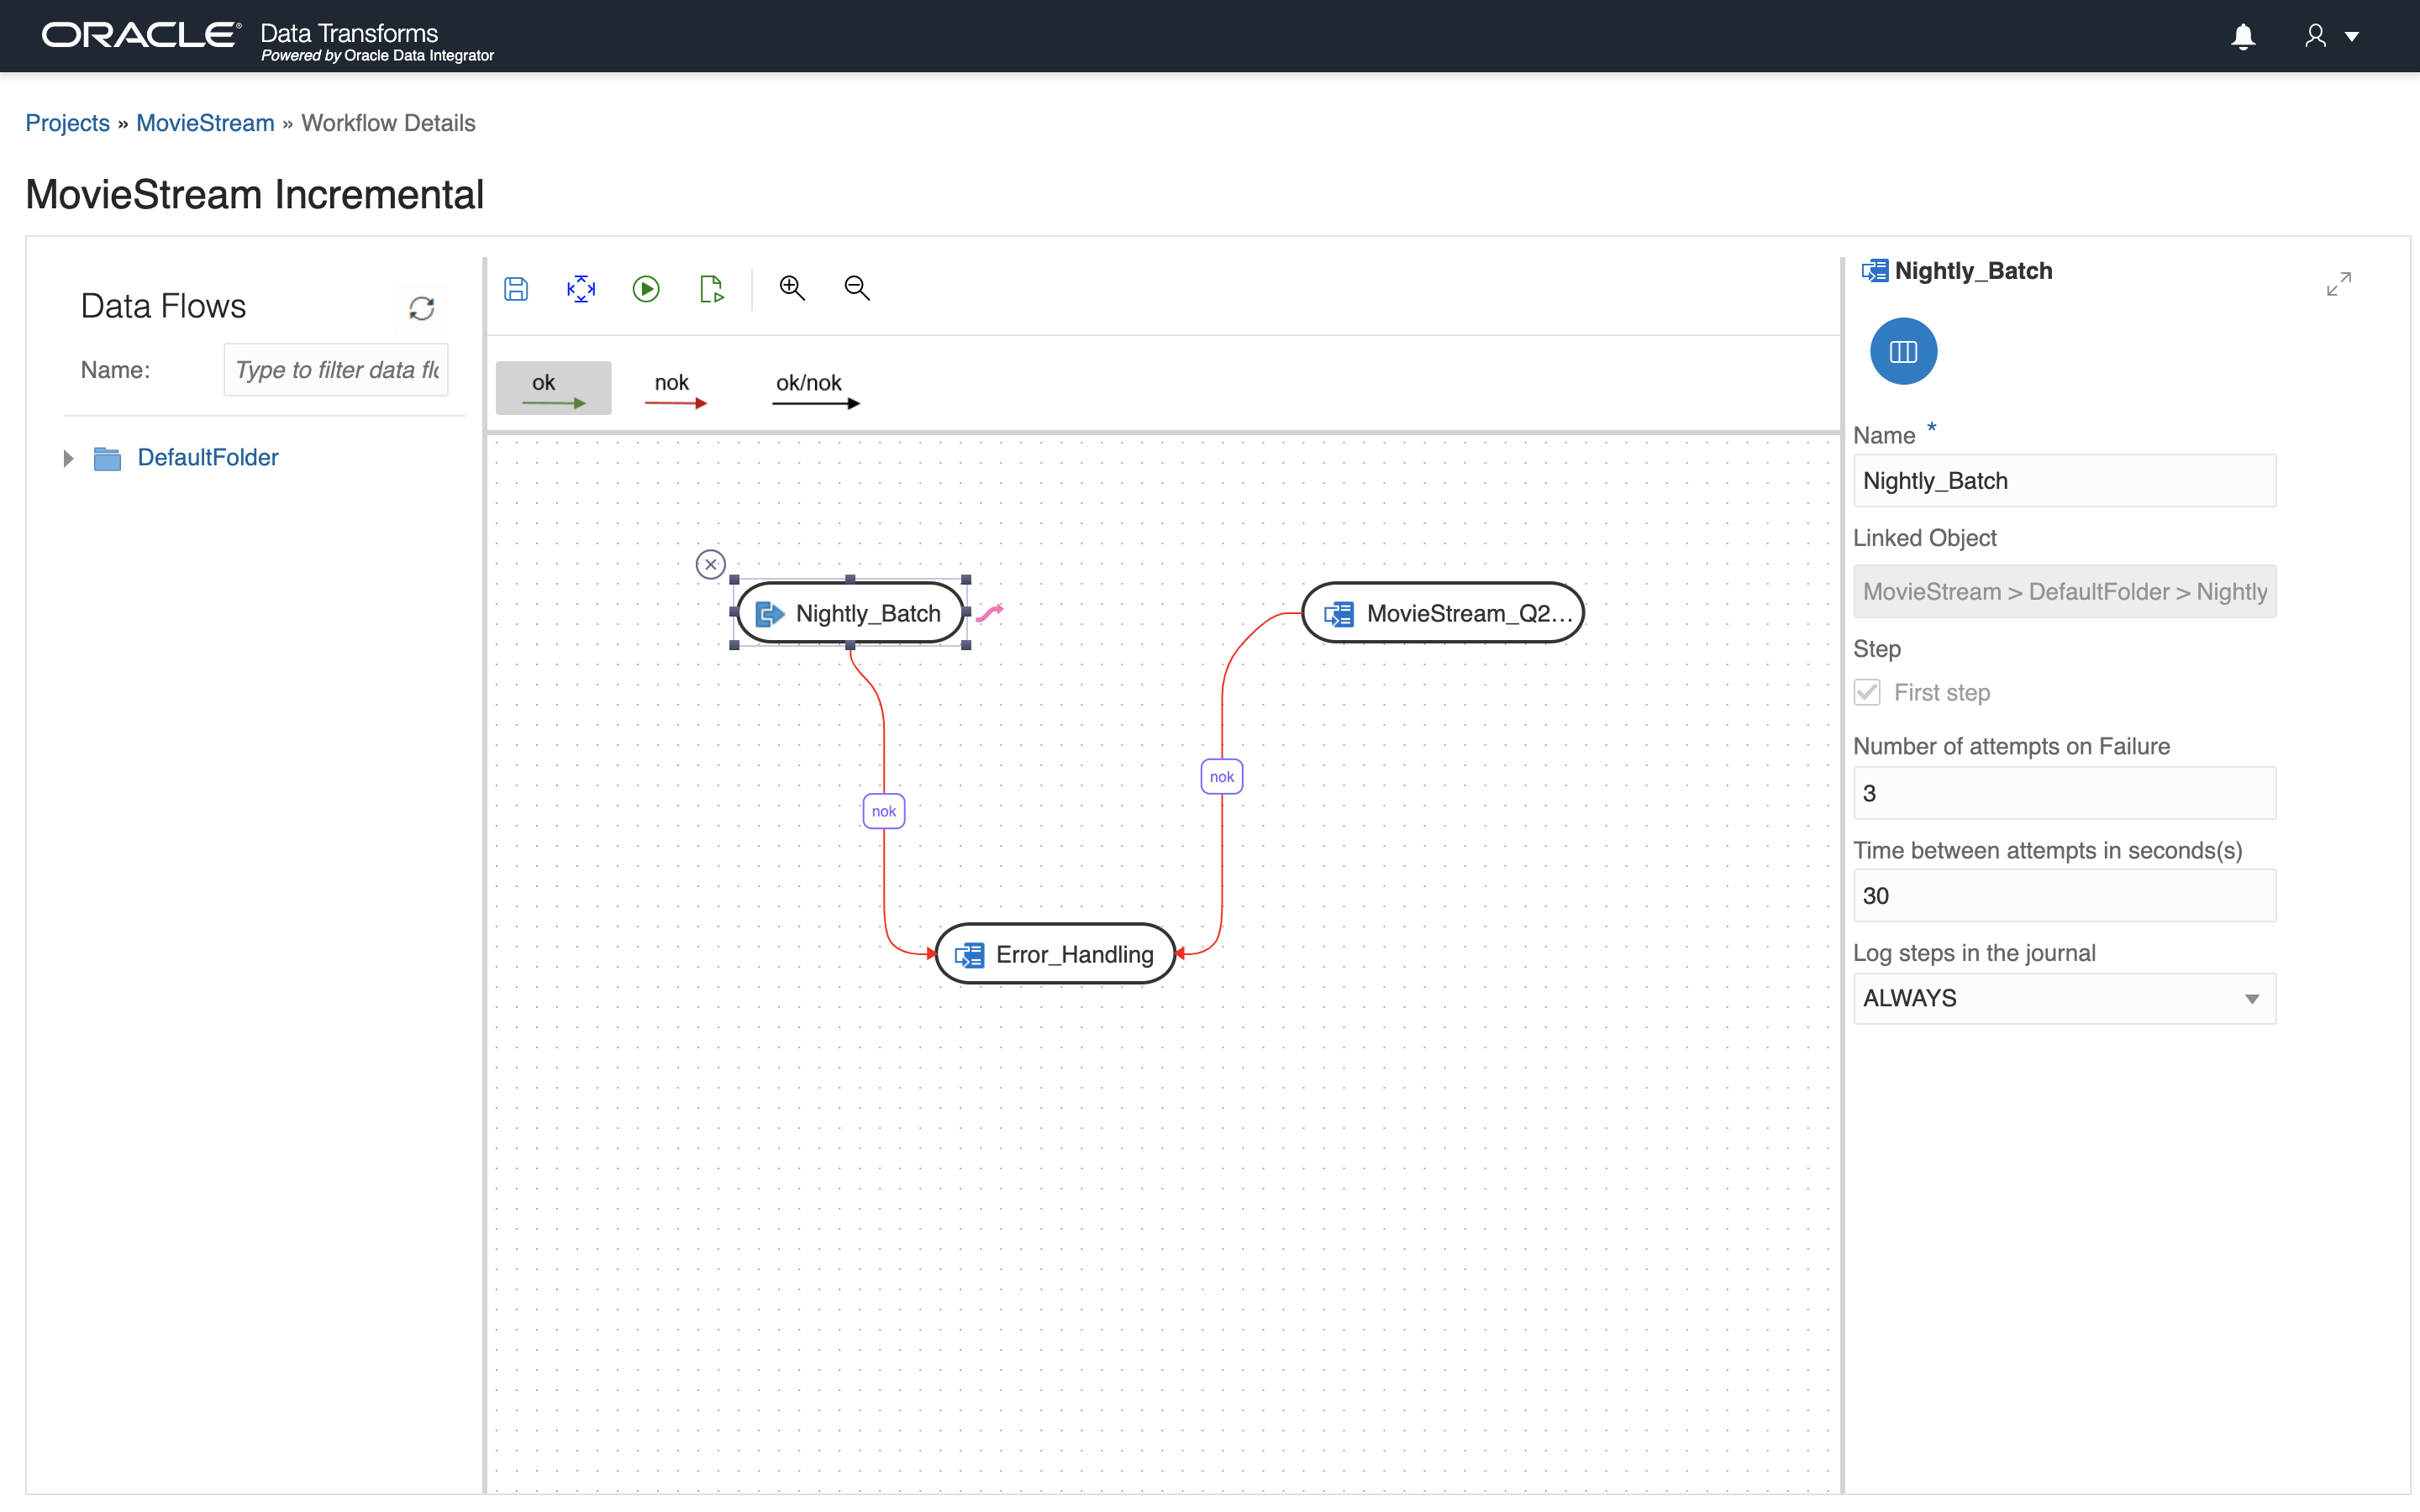 ORACLE® Data Transforms
Powered by Oracle Data Integrator
Projects » MovieStream » Workflow Details
MovieStream Incremental
Data Flows
Name: Type to filter data flo
DefaultFolder
ok
nok
ok/nok
Nightly_Batch
MovieStream_Q2...
nok
nok
Error_Handling
Nightly_Batch
Name *
Nightly_Batch
Linked Object
MovieStream > DefaultFolder > Nightly
Step
First step
Number of attempts on Failure
3
Time between attempts in seconds(s)
30
Log steps in the journal
ALWAYS